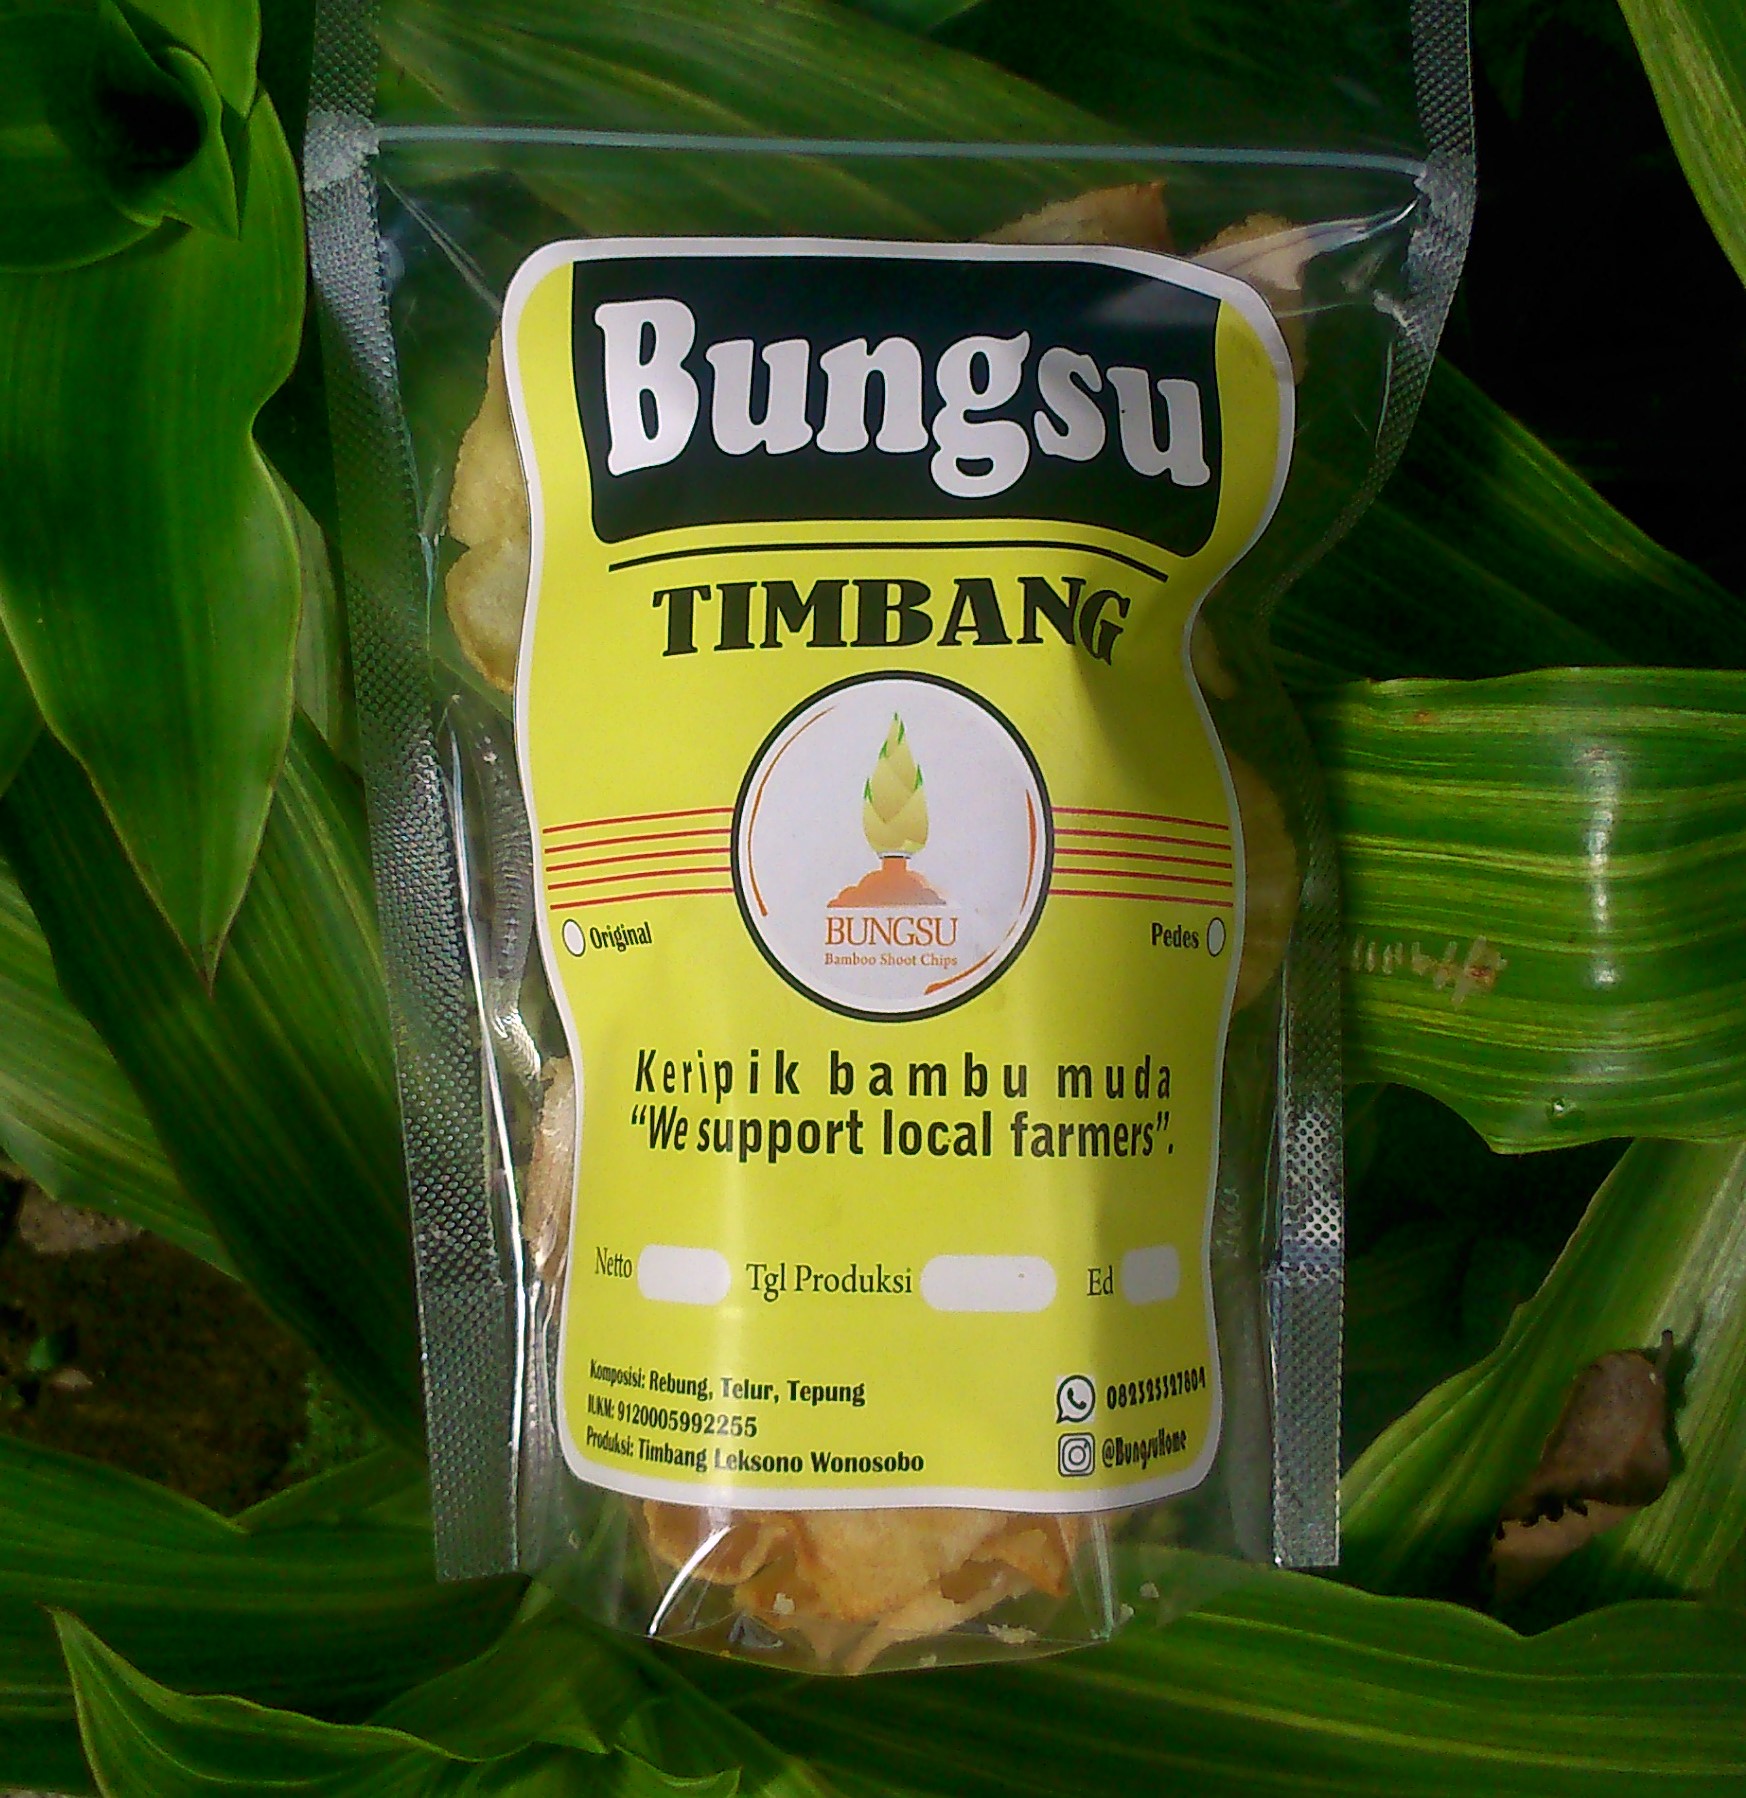 Bungsu
TIMBANG
BUNGSU
Bamboo Shoot Chips
Original
Pedes
Keripik bambu muda
"We support local farmers".
Netto Tgl Produksi Ed
Komposisi: Rebung, Telur, Tepung
IUKM: 9120005992255
Produksi: Timbang Leksono Wonosobo
@BungsuHome